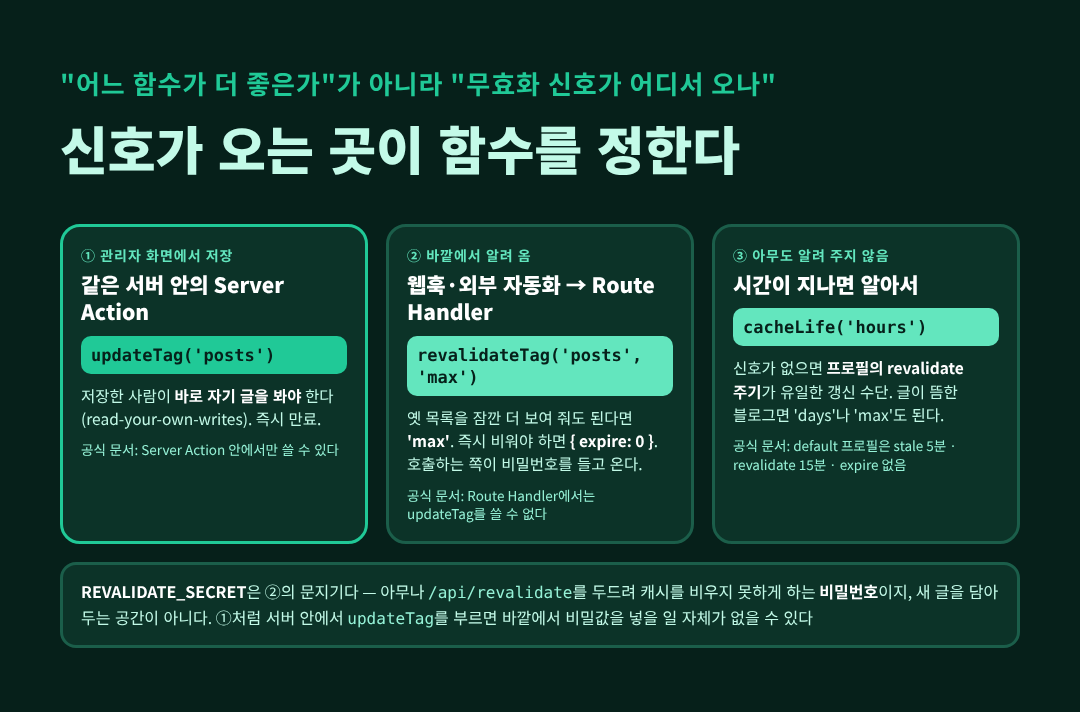 "어느 함수가 더 좋은가"가 아니라 "무효화 신호가 어디서 오나"
신호가 오는 곳이 함수를 정한다
① 관리자 화면에서 저장
같은 서버 안의 Server
Action
updateTag('posts')
저장한 사람이 바로 자기 글을 봐야 한다
(read-your-own-writes). 즉시 만료.
공식 문서: Server Action 안에서만 쓸 수 있다
② 바깥에서 알려 옴
웹훅·외부 자동화 → Route
Handler
revalidateTag('posts',
'max')
옛 목록을 잠깐 더 보여 줘도 된다면
'max'. 즉시 비워야 하면 { expire: 0 }.
호출하는 쪽이 비밀번호를 들고 온다.
공식 문서: Route Handler에서는
updateTag를 쓸 수 없다
③ 아무도 알려 주지 않음
시간이 지나면 알아서
cacheLife('hours')
신호가 없으면 프로필의 revalidate
주기가 유일한 갱신 수단. 글이 뜸한
블로그면 'days'나 'max'도 된다.
공식 문서: default 프로필은 stale 5분 ·
revalidate 15분 · expire 없음
REVALIDATE_SECRET은 ②의 문지기다 — 아무나 /api/revalidate를 두드려 캐시를 비우지 못하게 하는 비밀번호이지, 새 글을 담아
두는 공간이 아니다. ①처럼 서버 안에서 updateTag를 부르면 바깥에서 비밀값을 넣을 일 자체가 없을 수 있다